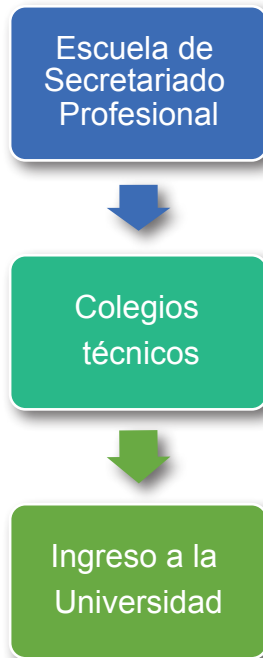 Escuela de
Secretariado
Profesional
Colegios
técnicos
Ingreso a la
Universidad